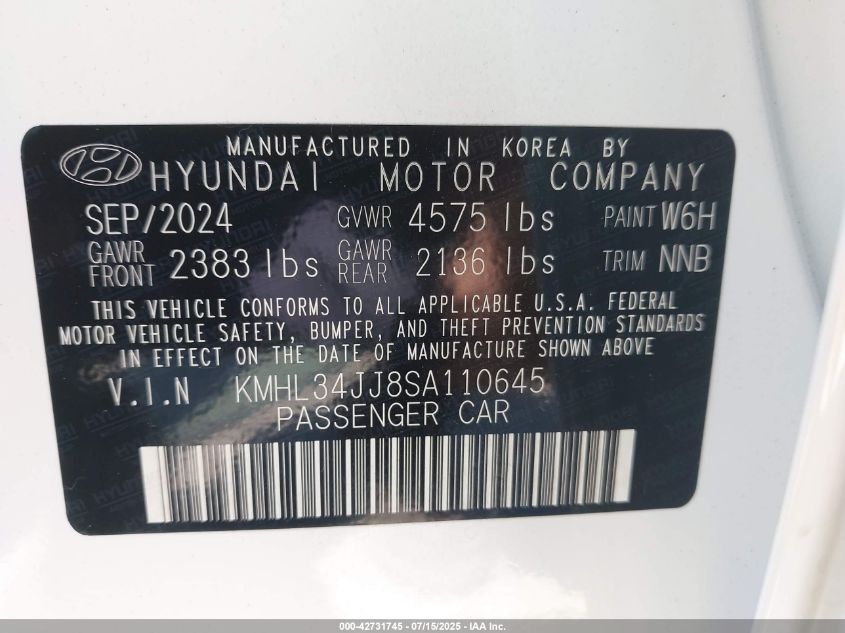 MANUFACTURED IN KOREA BY
HYUNDAI MOTOR COMPANY
SEP/2024 GVWR 4575 lbs PAINT W6H
GAWR FRONT 2383 lbs GAWR REAR 2136 lbs TRIM NNB
THIS VEHICLE CONFORMS TO ALL APPLICABLE U.S.A. FEDERAL
MOTOR VEHICLE SAFETY, BUMPER, AND THEFT PREVENTION STANDARDS
IN EFFECT ON THE DATE OF MANUFACTURE SHOWN ABOVE
V.I.N KMHL34JJ8SA110645
PASSENGER CAR
000-42731745 - 07/15/2025 - IAA Inc.